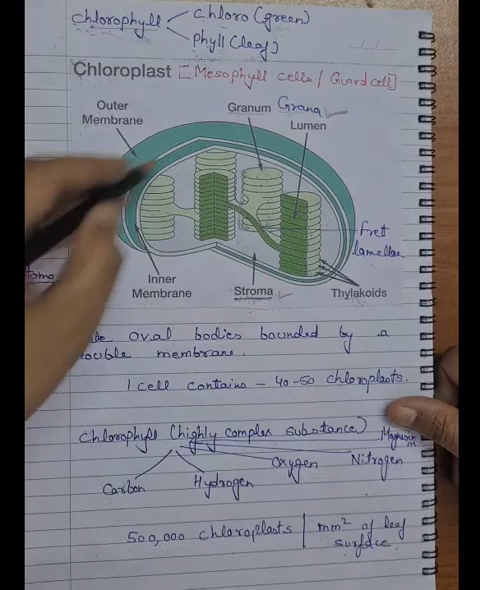 chlorophyll chloro (green)
phyll (leaf)
Chloroplast [Mesophyll cells / Guard cell]
Outer Membrane
Granum Grana
Lumen
Fret lamellae
toma
Inner Membrane
Stroma
Thylakoids
oval bodies bounded by a
double membrane.
1 cell contains - 40-50 chloroplasts.
Chlorophyll (highly complex substance)
Carbon Hydrogen Oxygen Nitrogen
500,000 chloroplasts | mm² of leaf
surface.